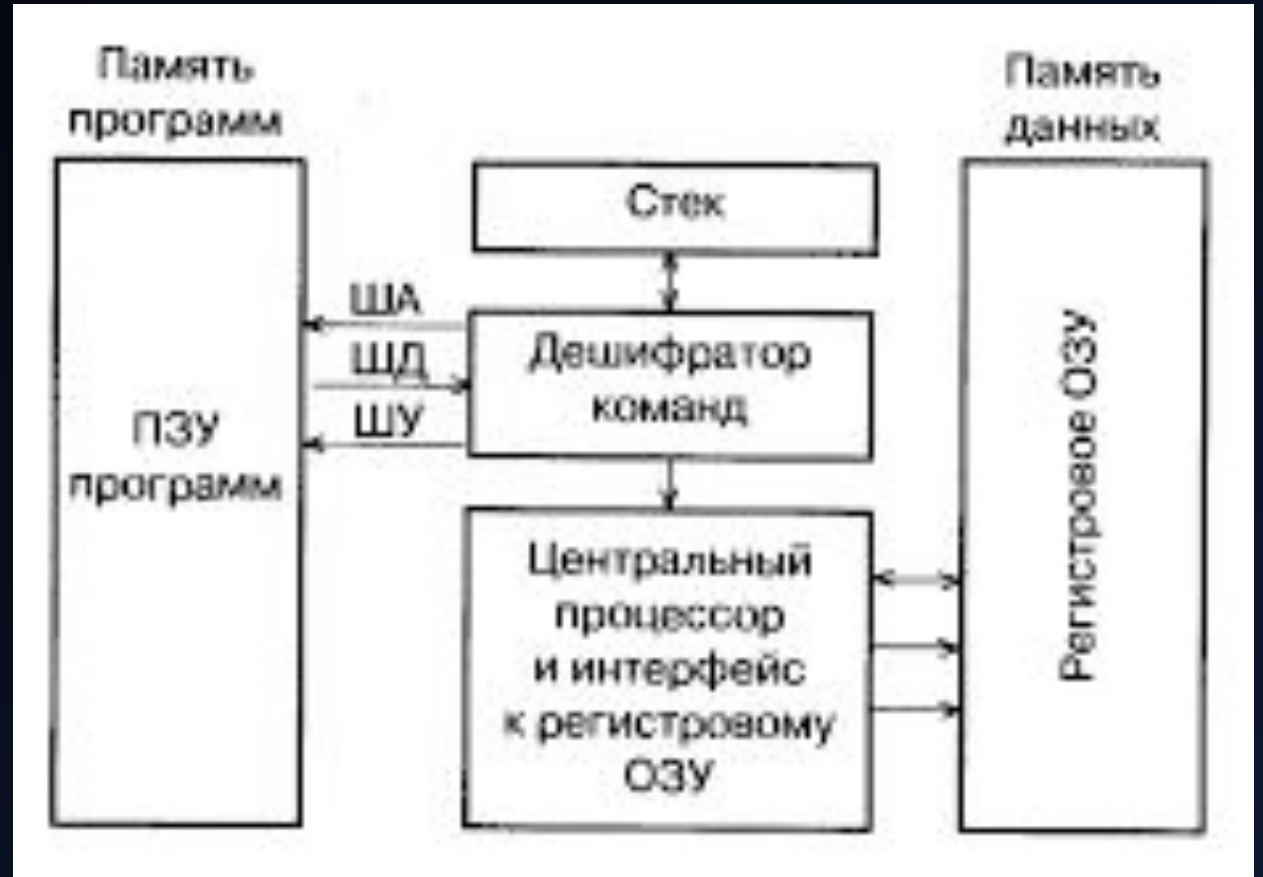 Память
программ
Память
данных
Стек
ША
ШД
ШУ
Дешифратор
команд
ПЗУ
программ
Центральный
процессор
и интерфейс
к регистровому
ОЗУ
Регистровое ОЗУ